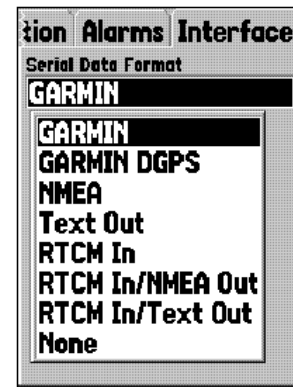 tion Alarms Interface
Serial Data Format
GARMIN
GARMIN
GARMIN DGPS
NMEA
Text Out
RTCM In
RTCM In/NMEA Out
RTCM In/Text Out
None